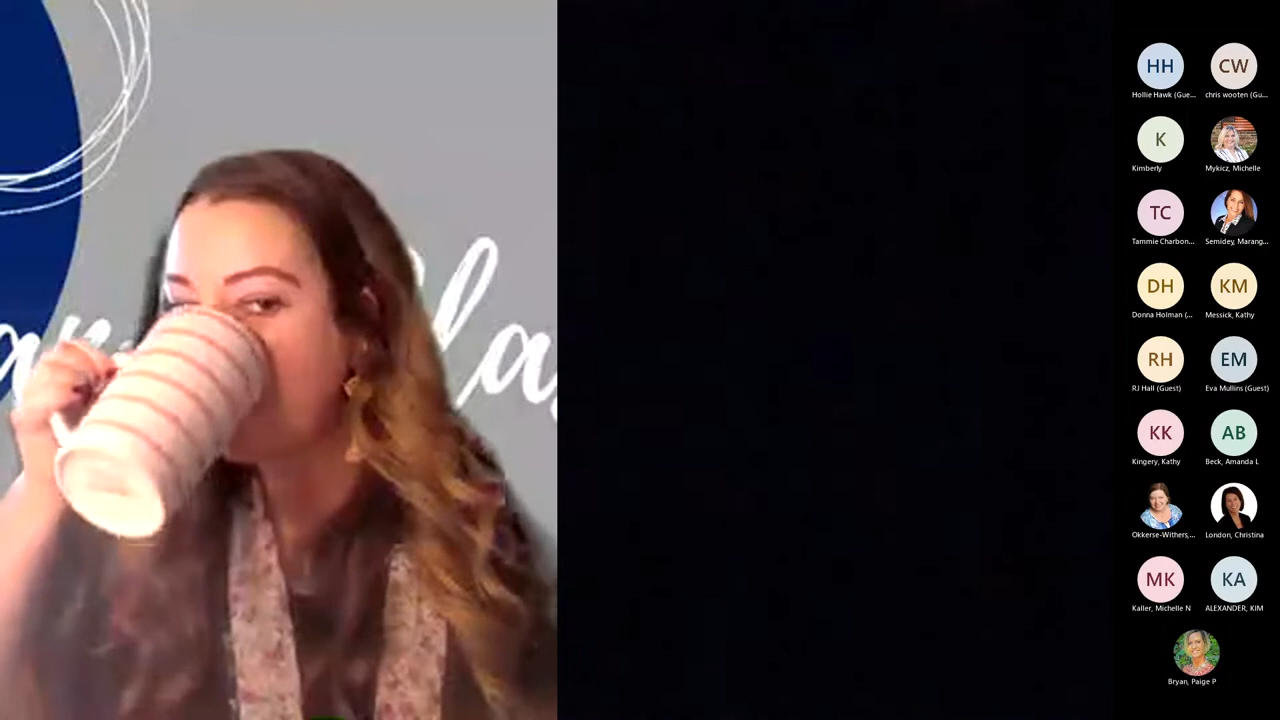 HH CW
Hollie Hawk (Gue... chris wooten (Gu...
K
Kimberly Mykicz, Michelle
TC
Tammie Charbon... Semidey, Marang...
DH KM
Donna Holman (... Messick, Kathy
RH EM
RJ Hall (Guest) Eva Mullins (Guest)
KK AB
Kingery, Kathy Beck, Amanda L
Okkerse-Withers,... London, Christina
MK KA
Kaller, Michelle N ALEXANDER, KIM
Bryan, Paige P